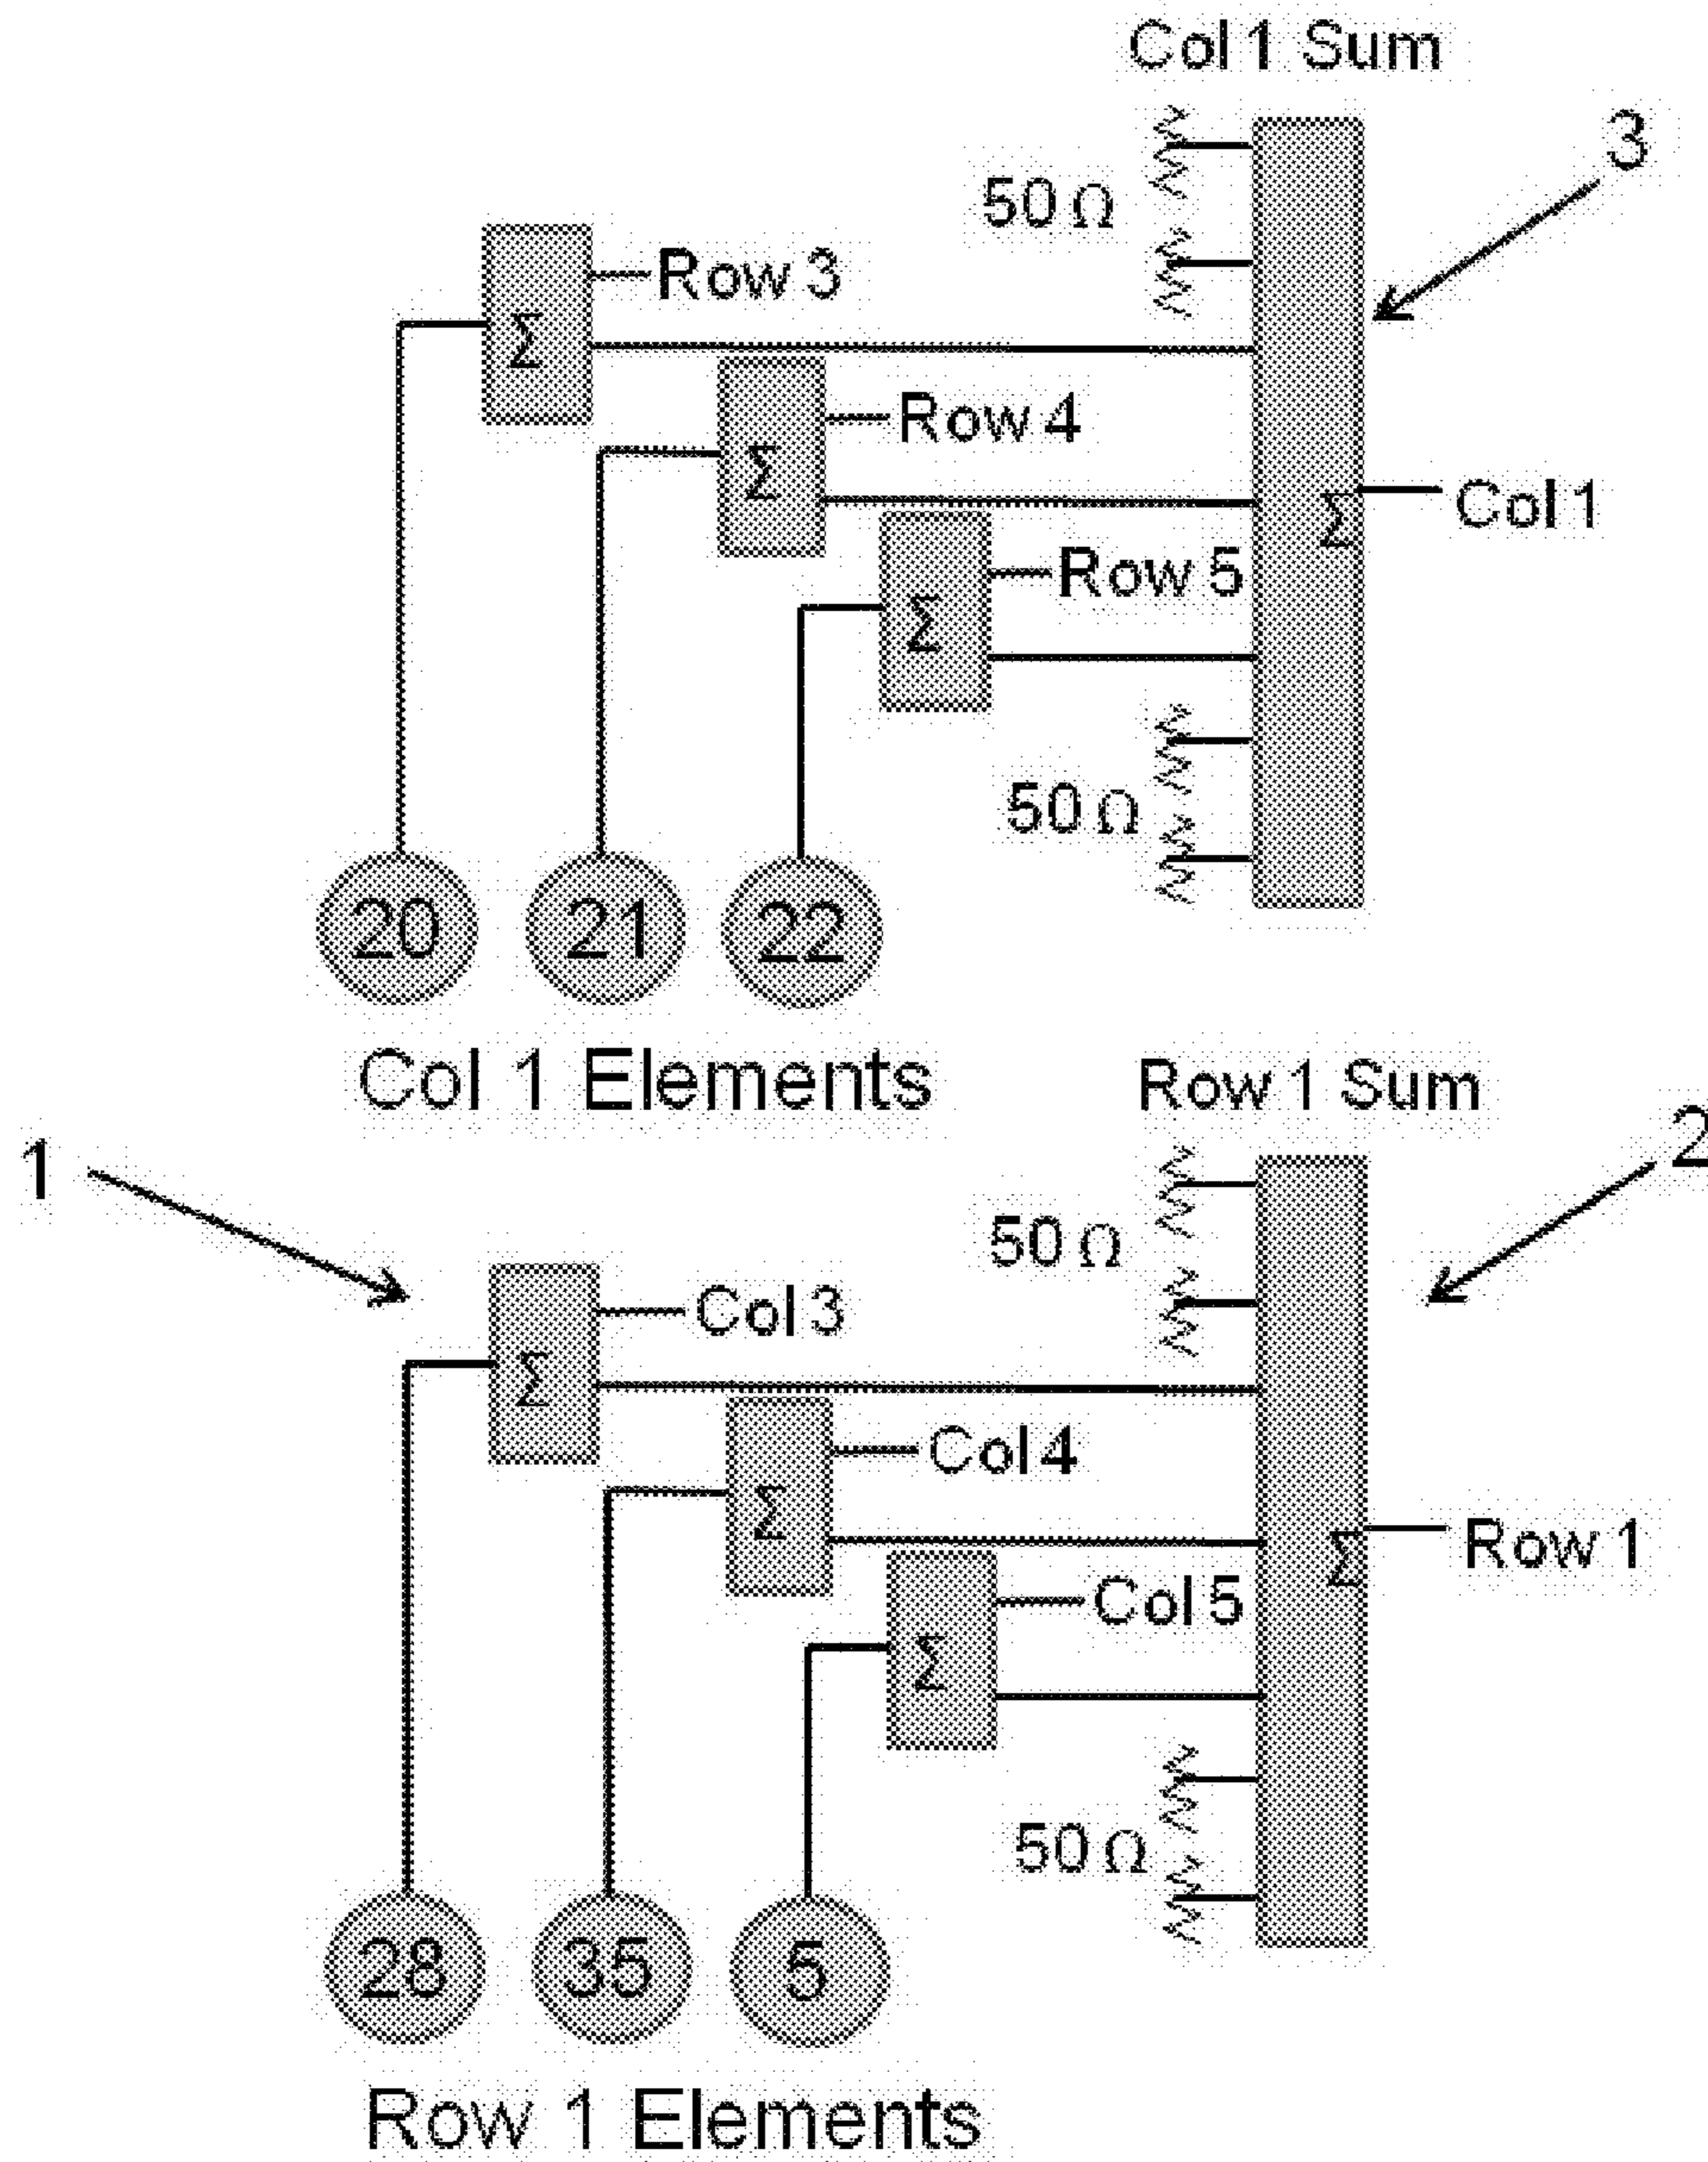 Col 1 Sum
3
50 Ω
Row 3
Σ
Row 4
Σ
Col 1
Σ
Row 5
Σ
50 Ω
20 21 22
Col 1 Elements
Row 1 Sum
1
2
50 Ω
Col 3
Σ
Col 4
Σ
Row 1
Σ
Col 5
Σ
50 Ω
28 35 5
Row 1 Elements